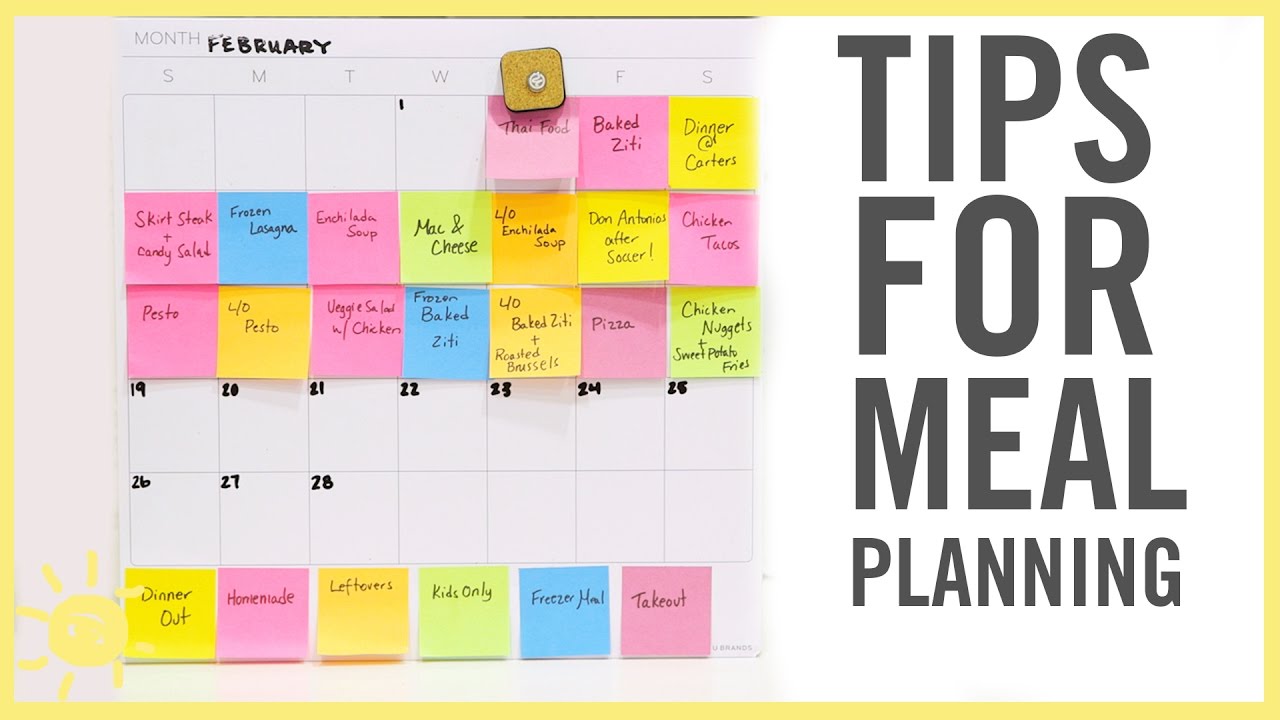 MONTH FEBRUARY
S M T W F S
1
Thai Food
Baked
Ziti
Dinner
@
Carters
Skirt Steak
+
Candy Salad
Frozen
Lasagna
Enchilada
Soup
Mac &
Cheese
L/O
Enchilada
Soup
Don Antonios
after
Soccer!
Chicken
Tacos
Pesto
L/O
Pesto
Veggie Salad
w/ Chicken
Frozen
Baked
Ziti
L/O
Baked Ziti
+
Roasted
Brussels
Pizza
Chicken
Nuggets
+
Sweet Potato
Fries
19 20 21 22 23 24 25
26 27 28
Dinner
Out
Homemade
Leftovers
Kids Only
Freezer Meal
Takeout
U BRANDS
TIPS
FOR
MEAL
PLANNING